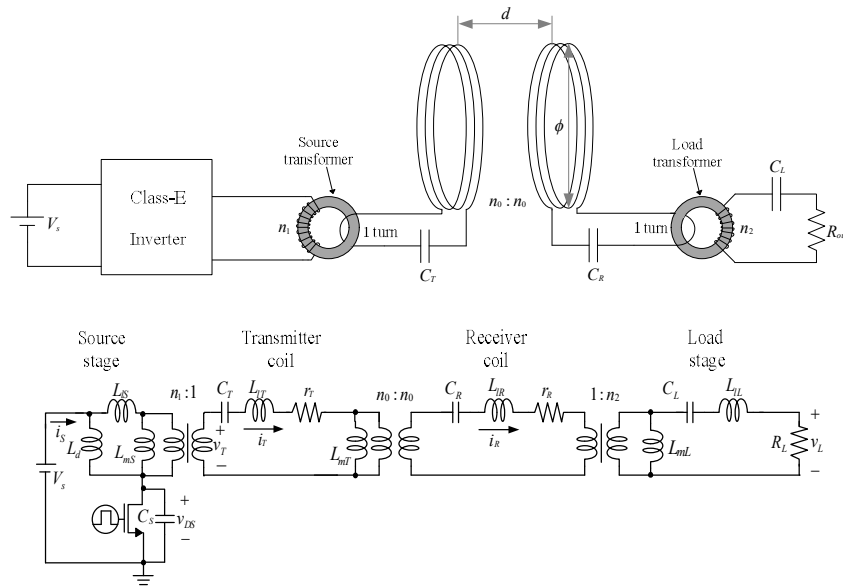 d
Source
transformer
Load
transformer
ϕ
C_L
Class-E
Inverter
V_s
n_1
1 turn
C_T
n_0 : n_0
1 turn
C_R
n_2
R_ou
Source
stage
Transmitter
coil
Receiver
coil
Load
stage
L_lS
n_1 : 1
C_T
L_lT
r_T
n_0 : n_0
C_R
L_lR
r_R
1 : n_2
C_L
L_lL
i_S
L_d
L_mS
+
v_T
−
i_T
L_mT
i_R
L_mL
R_L
+
v_L
−
V_s
C_S
+
v_DS
−